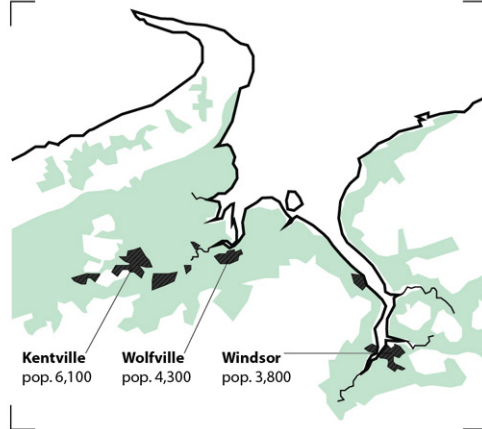 Kentville
pop. 6,100
Wolfville
pop. 4,300
Windsor
pop. 3,800